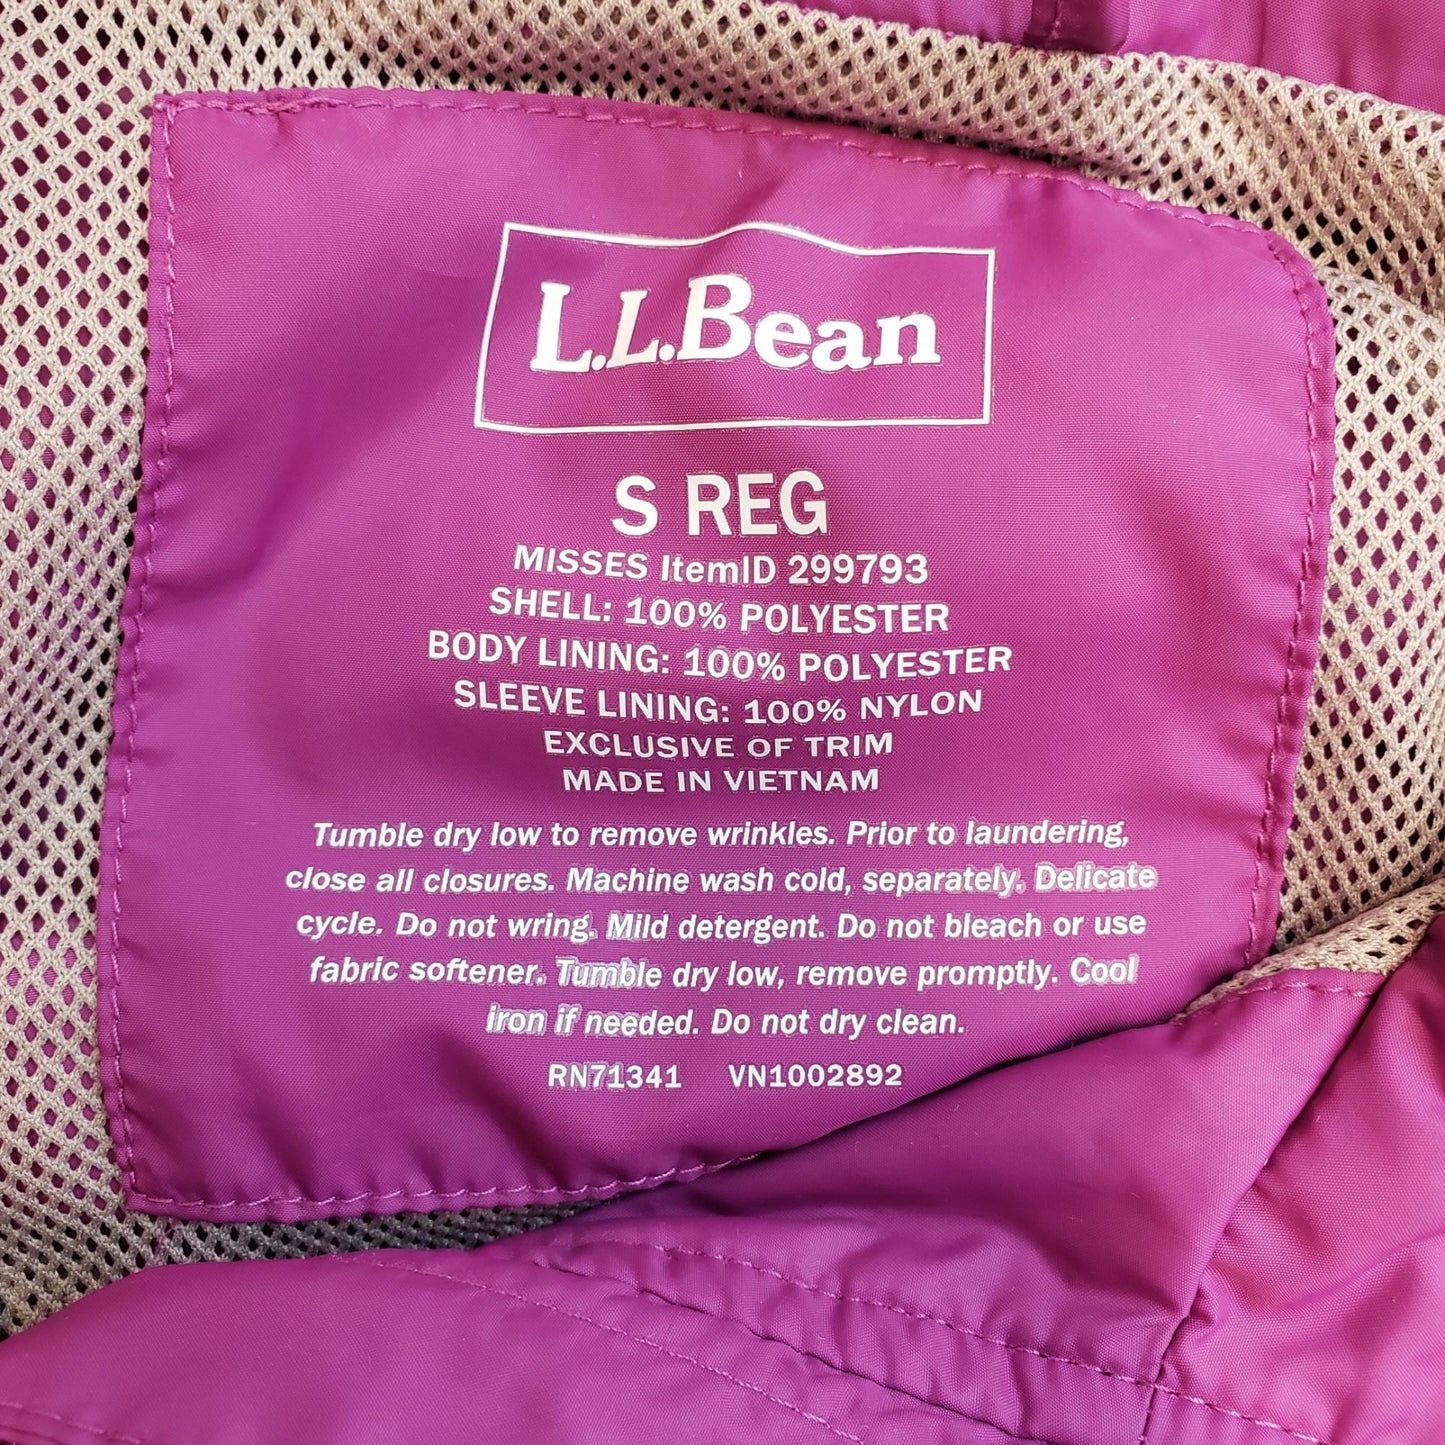 L.L.Bean
S REG
MISSES ItemID 299793
SHELL: 100% POLYESTER
BODY LINING: 100% POLYESTER
SLEEVE LINING: 100% NYLON
EXCLUSIVE OF TRIM
MADE IN VIETNAM
Tumble dry low to remove wrinkles. Prior to laundering,
close all closures. Machine wash cold, separately. Delicate
cycle. Do not wring. Mild detergent. Do not bleach or use
fabric softener. Tumble dry low, remove promptly. Cool
iron if needed. Do not dry clean.
RN71341 VN1002892